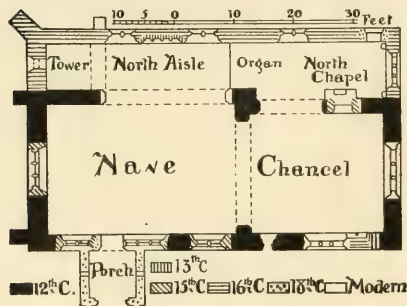 10 5 0 10 20 30 Feet
Tower North Aisle Organ North Chapel
Nave Chancel
Porch
13th C
12th C. 15th C 16th C 18th C Modern